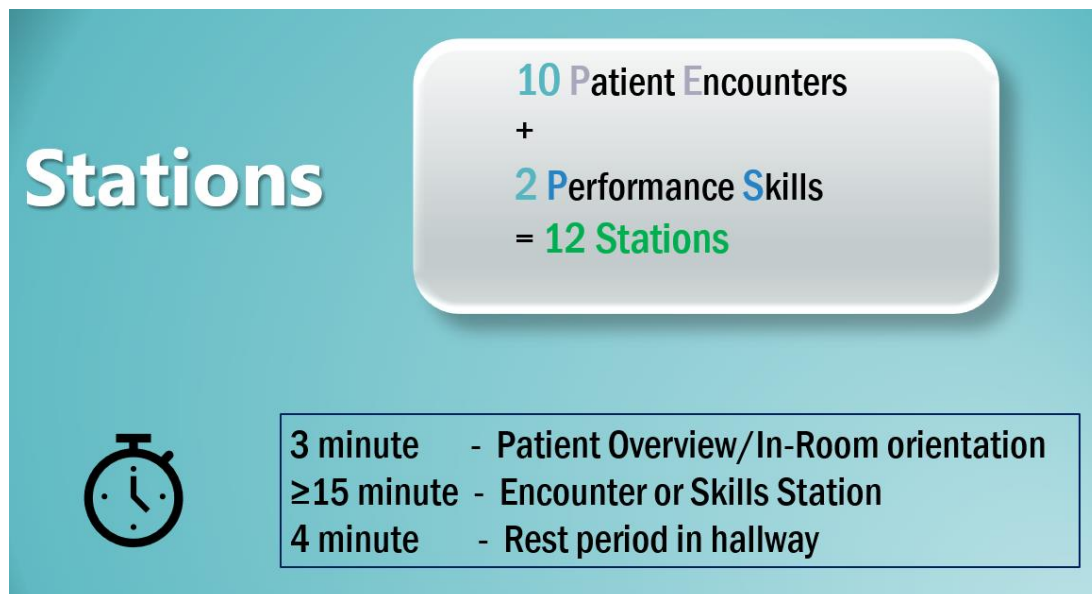 Stations
10 Patient Encounters
+
2 Performance Skills
= 12 Stations
3 minute - Patient Overview/In-Room orientation
≥15 minute - Encounter or Skills Station
4 minute - Rest period in hallway